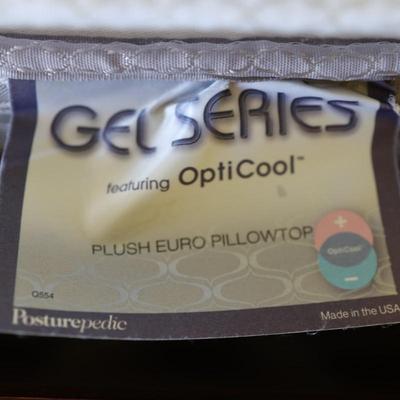 GEL SERIES
featuring OptiCool™
PLUSH EURO PILLOWTOP
+
OptiCool
−
Q554
Posturepedic
Made in the USA